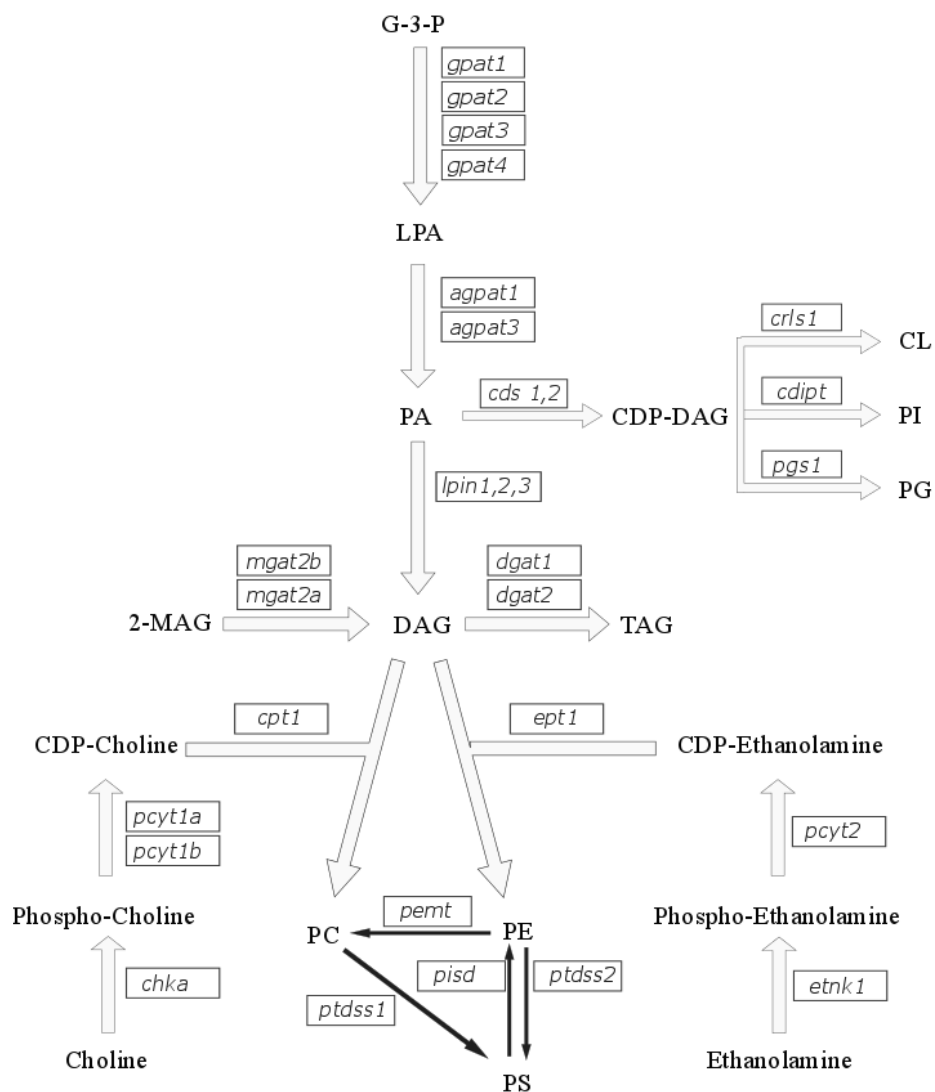 G-3-P
gpat1
gpat2
gpat3
gpat4
LPA
agpat1
agpat3
crls1
CL
PA
cds 1,2
CDP-DAG
cdipt
PI
pgs1
PG
lpin1,2,3
mgat2b
mgat2a
dgat1
dgat2
2-MAG
DAG
TAG
cpt1
ept1
CDP-Choline
CDP-Ethanolamine
pcyt1a
pcyt1b
pcyt2
Phospho-Choline
Phospho-Ethanolamine
pemt
PC
PE
chka
ptdss1
pisd
ptdss2
etnk1
Choline
PS
Ethanolamine